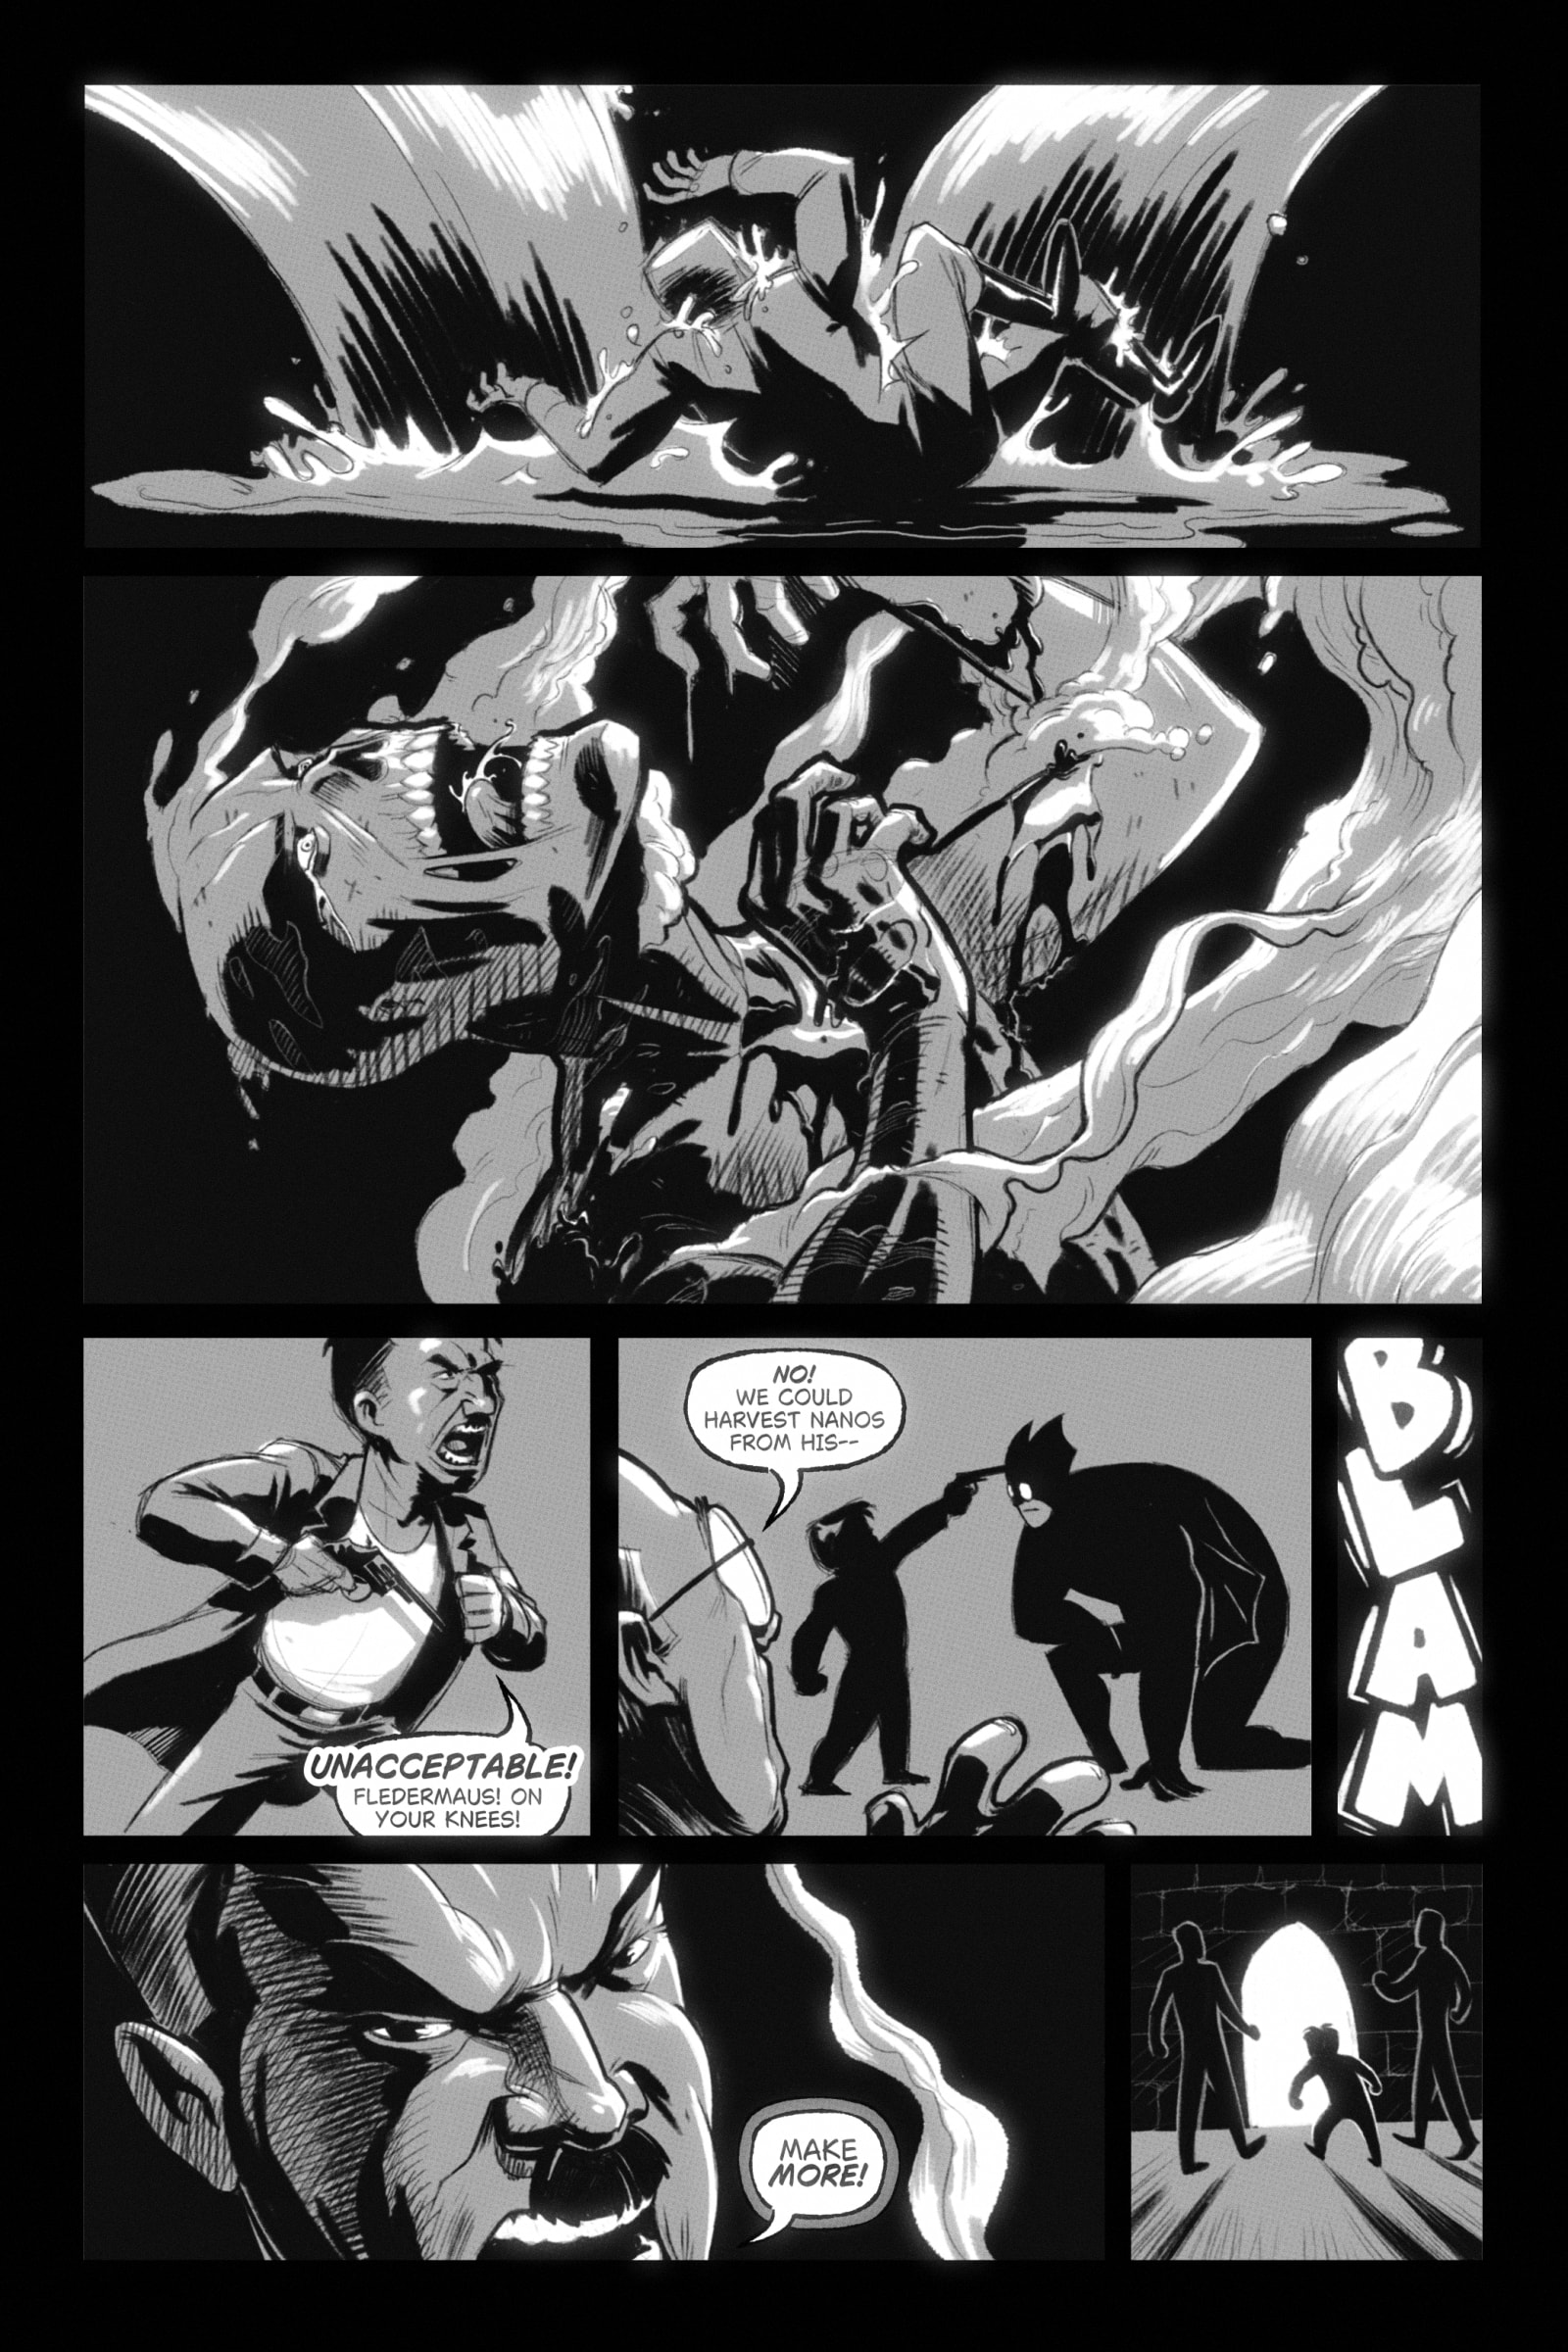 UNACCEPTABLE!
FLEDERMAUS! ON
YOUR KNEES!
NO!
WE COULD
HARVEST NANOS
FROM HIS--
BLAM
MAKE
MORE!